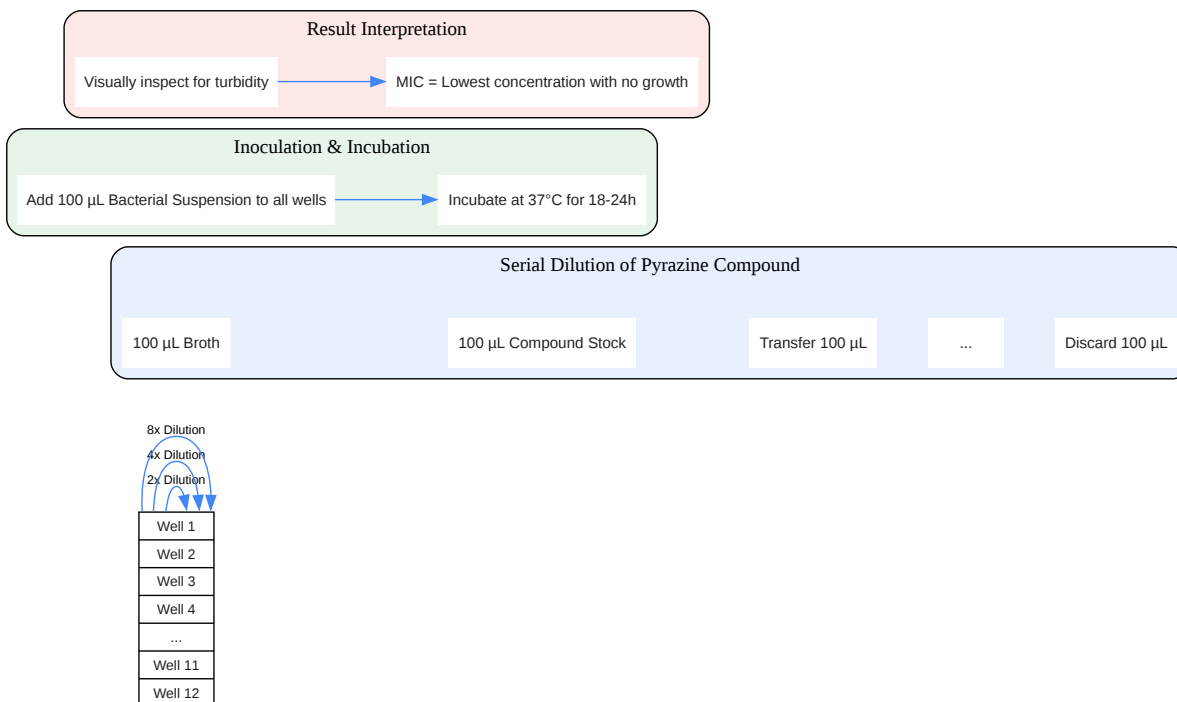 Result Interpretation
Visually inspect for turbidity
MIC = Lowest concentration with no growth
Inoculation & Incubation
Add 100 µL Bacterial Suspension to all wells
Incubate at 37°C for 18-24h
Serial Dilution of Pyrazine Compound
100 µL Broth
100 µL Compound Stock
Transfer 100 µL
...
Discard 100 µL
8x Dilution
4x Dilution
2x Dilution
Well 1
Well 2
Well 3
Well 4
...
Well 11
Well 12